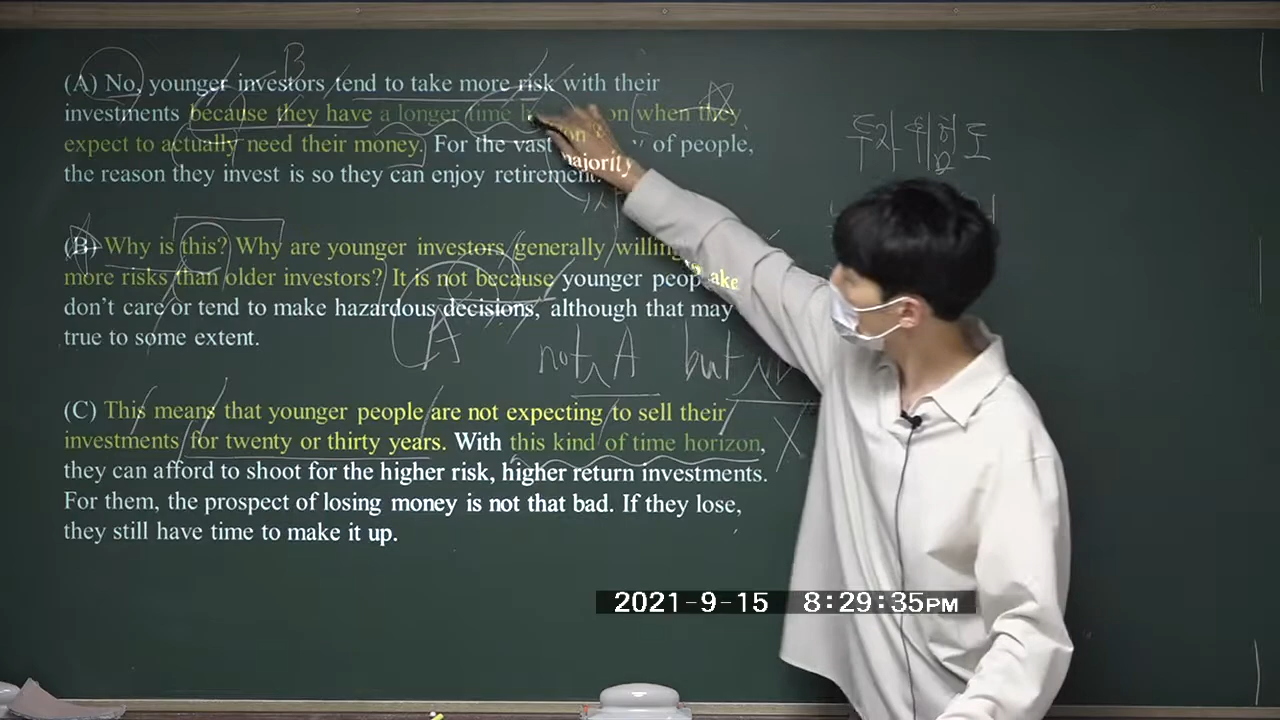 B
(A) No, younger investors tend to take more risk with their
investments because they have a longer time on when they
expect to actually need their money. For the vast majority of people,
the reason they invest is so they can enjoy retirement.
투자 위험도
(B) Why is this? Why are younger investors generally willing
more risks than older investors? It is not because younger people
don't care or tend to make hazardous decisions, although that may
true to some extent.
A
not A but
(C) This means that younger people are not expecting to sell their
investments for twenty or thirty years. With this kind of time horizon,
they can afford to shoot for the higher risk, higher return investments.
For them, the prospect of losing money is not that bad. If they lose,
they still have time to make it up.
2021-9-15 8:29:35PM